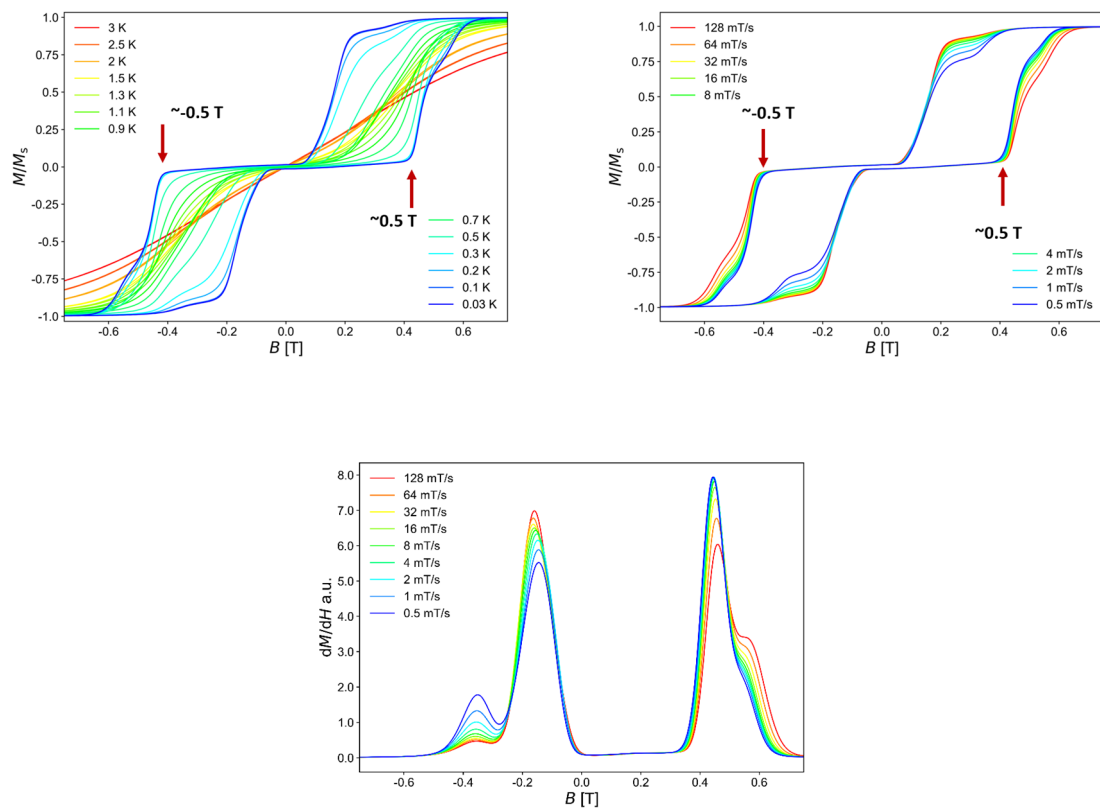 1.0
0.75
0.50
0.25
0.00
-0.25
-0.50
-0.75
-1.0
M/Ms
3 K
2.5 K
2 K
1.5 K
1.3 K
1.1 K
0.9 K
~-0.5 T
~0.5 T
0.7 K
0.5 K
0.3 K
0.2 K
0.1 K
0.03 K
-0.6 -0.4 -0.2 0.0 0.2 0.4 0.6
B [T]
1.0
0.75
0.50
0.25
0.00
-0.25
-0.50
-0.75
-1.0
M/Ms
128 mT/s
64 mT/s
32 mT/s
16 mT/s
8 mT/s
~-0.5 T
~0.5 T
4 mT/s
2 mT/s
1 mT/s
0.5 mT/s
-0.6 -0.4 -0.2 0.0 0.2 0.4 0.6
B [T]
8.0
7.0
6.0
5.0
4.0
3.0
2.0
1.0
0.0
dM/dH a.u.
128 mT/s
64 mT/s
32 mT/s
16 mT/s
8 mT/s
4 mT/s
2 mT/s
1 mT/s
0.5 mT/s
-0.6 -0.4 -0.2 0.0 0.2 0.4 0.6
B [T]